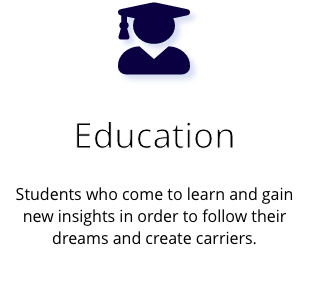 Education
Students who come to learn and gain
new insights in order to follow their
dreams and create carriers.